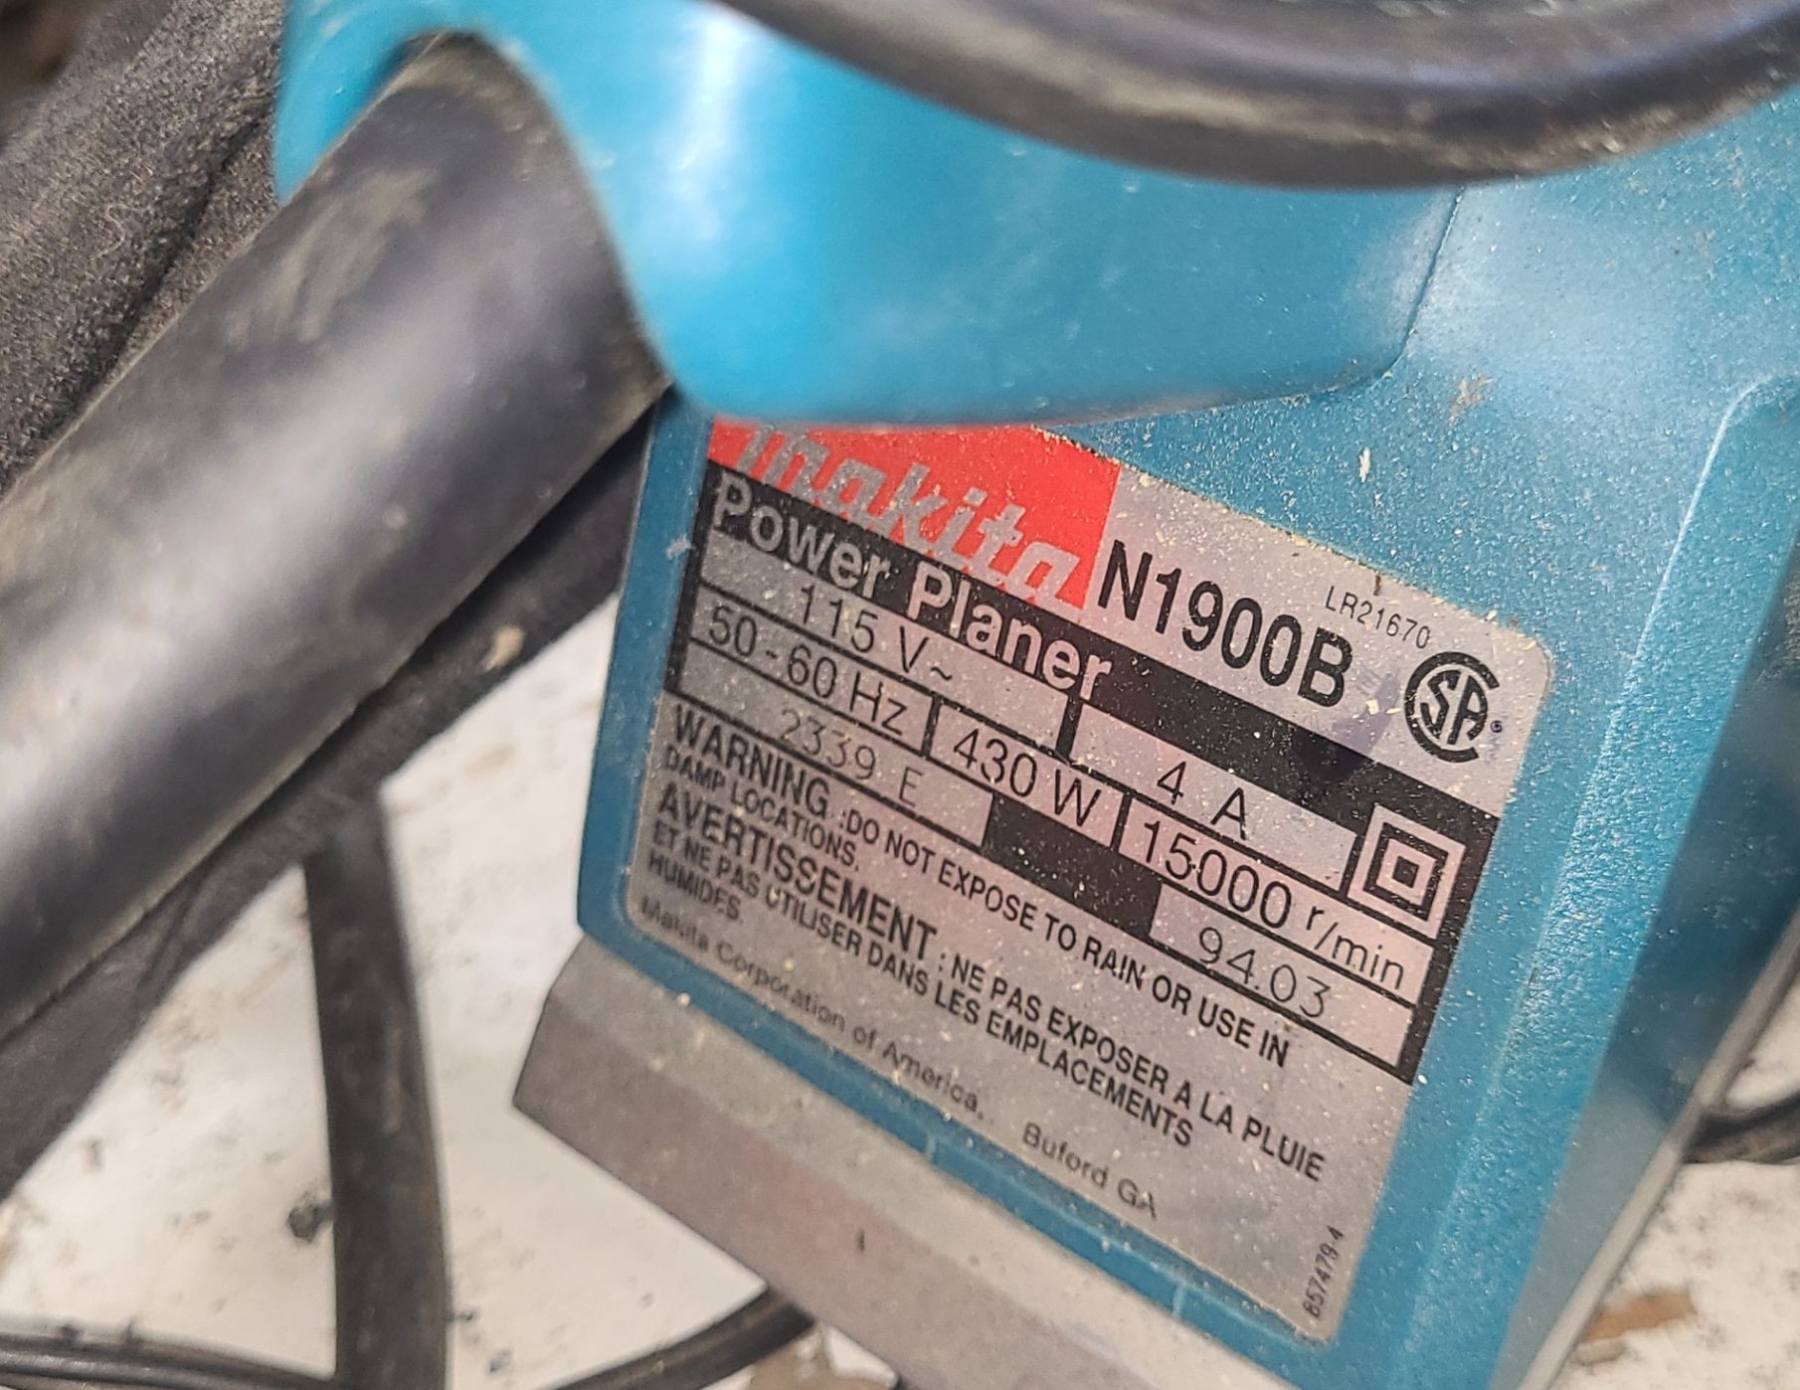 makita
N1900B
LR21670
Power Planer
SA®
115 V~
4 A
50-60 Hz
430 W
15000 r/min
2339 E
94.03
WARNING :DO NOT EXPOSE TO RAIN OR USE IN
DAMP LOCATIONS.
AVERTISSEMENT : NE PAS EXPOSER A LA PLUIE
ET NE PAS UTILISER DANS LES EMPLACEMENTS
HUMIDES.
Makita Corporation of America, Buford GA
857479-4